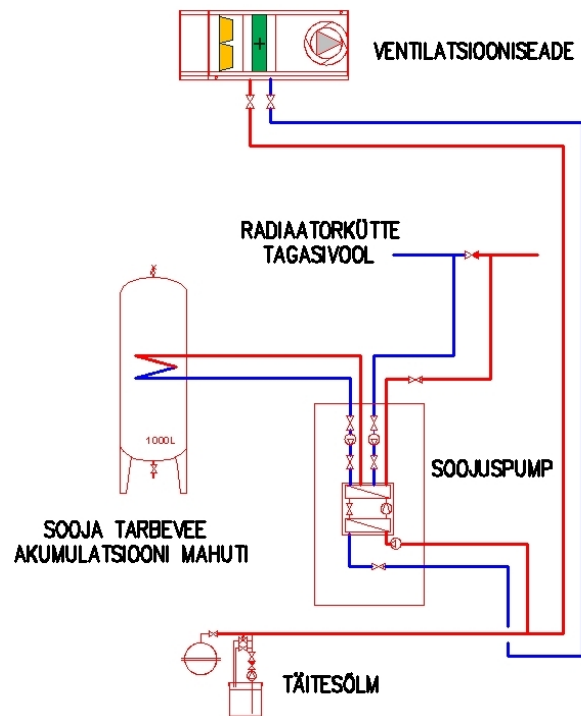 VENTILATSIOONISEADE
RADIAATORKÜTTE
TAGASIVOOL
1000L
SOOJUSPUMP
SOOJA TARBEVEE
AKUMULATSIOONI MAHUTI
TÄITESÕLM